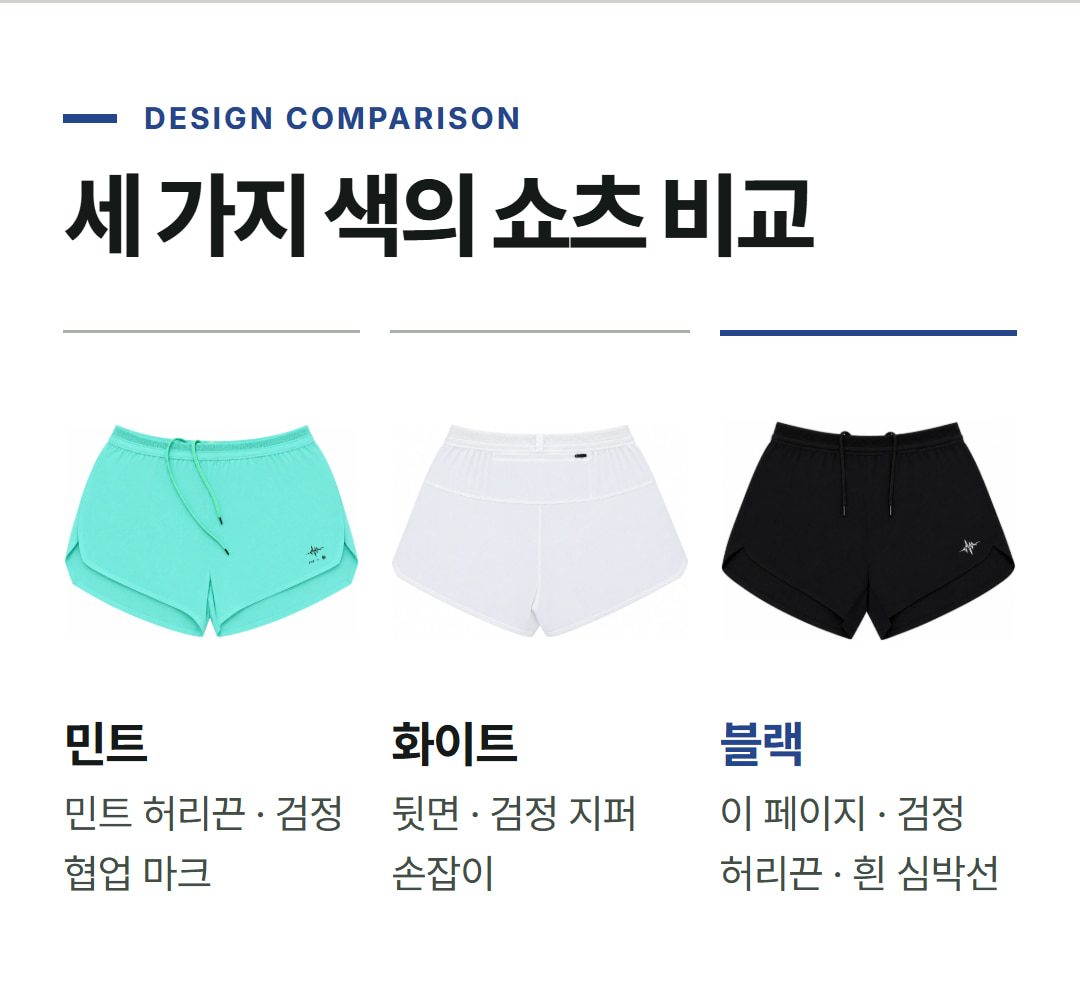 DESIGN COMPARISON
세 가지 색의 쇼츠 비교
민트
민트 허리끈 · 검정
협업 마크
화이트
뒷면 · 검정 지퍼
손잡이
블랙
이 페이지 · 검정
허리끈 · 흰 심박선